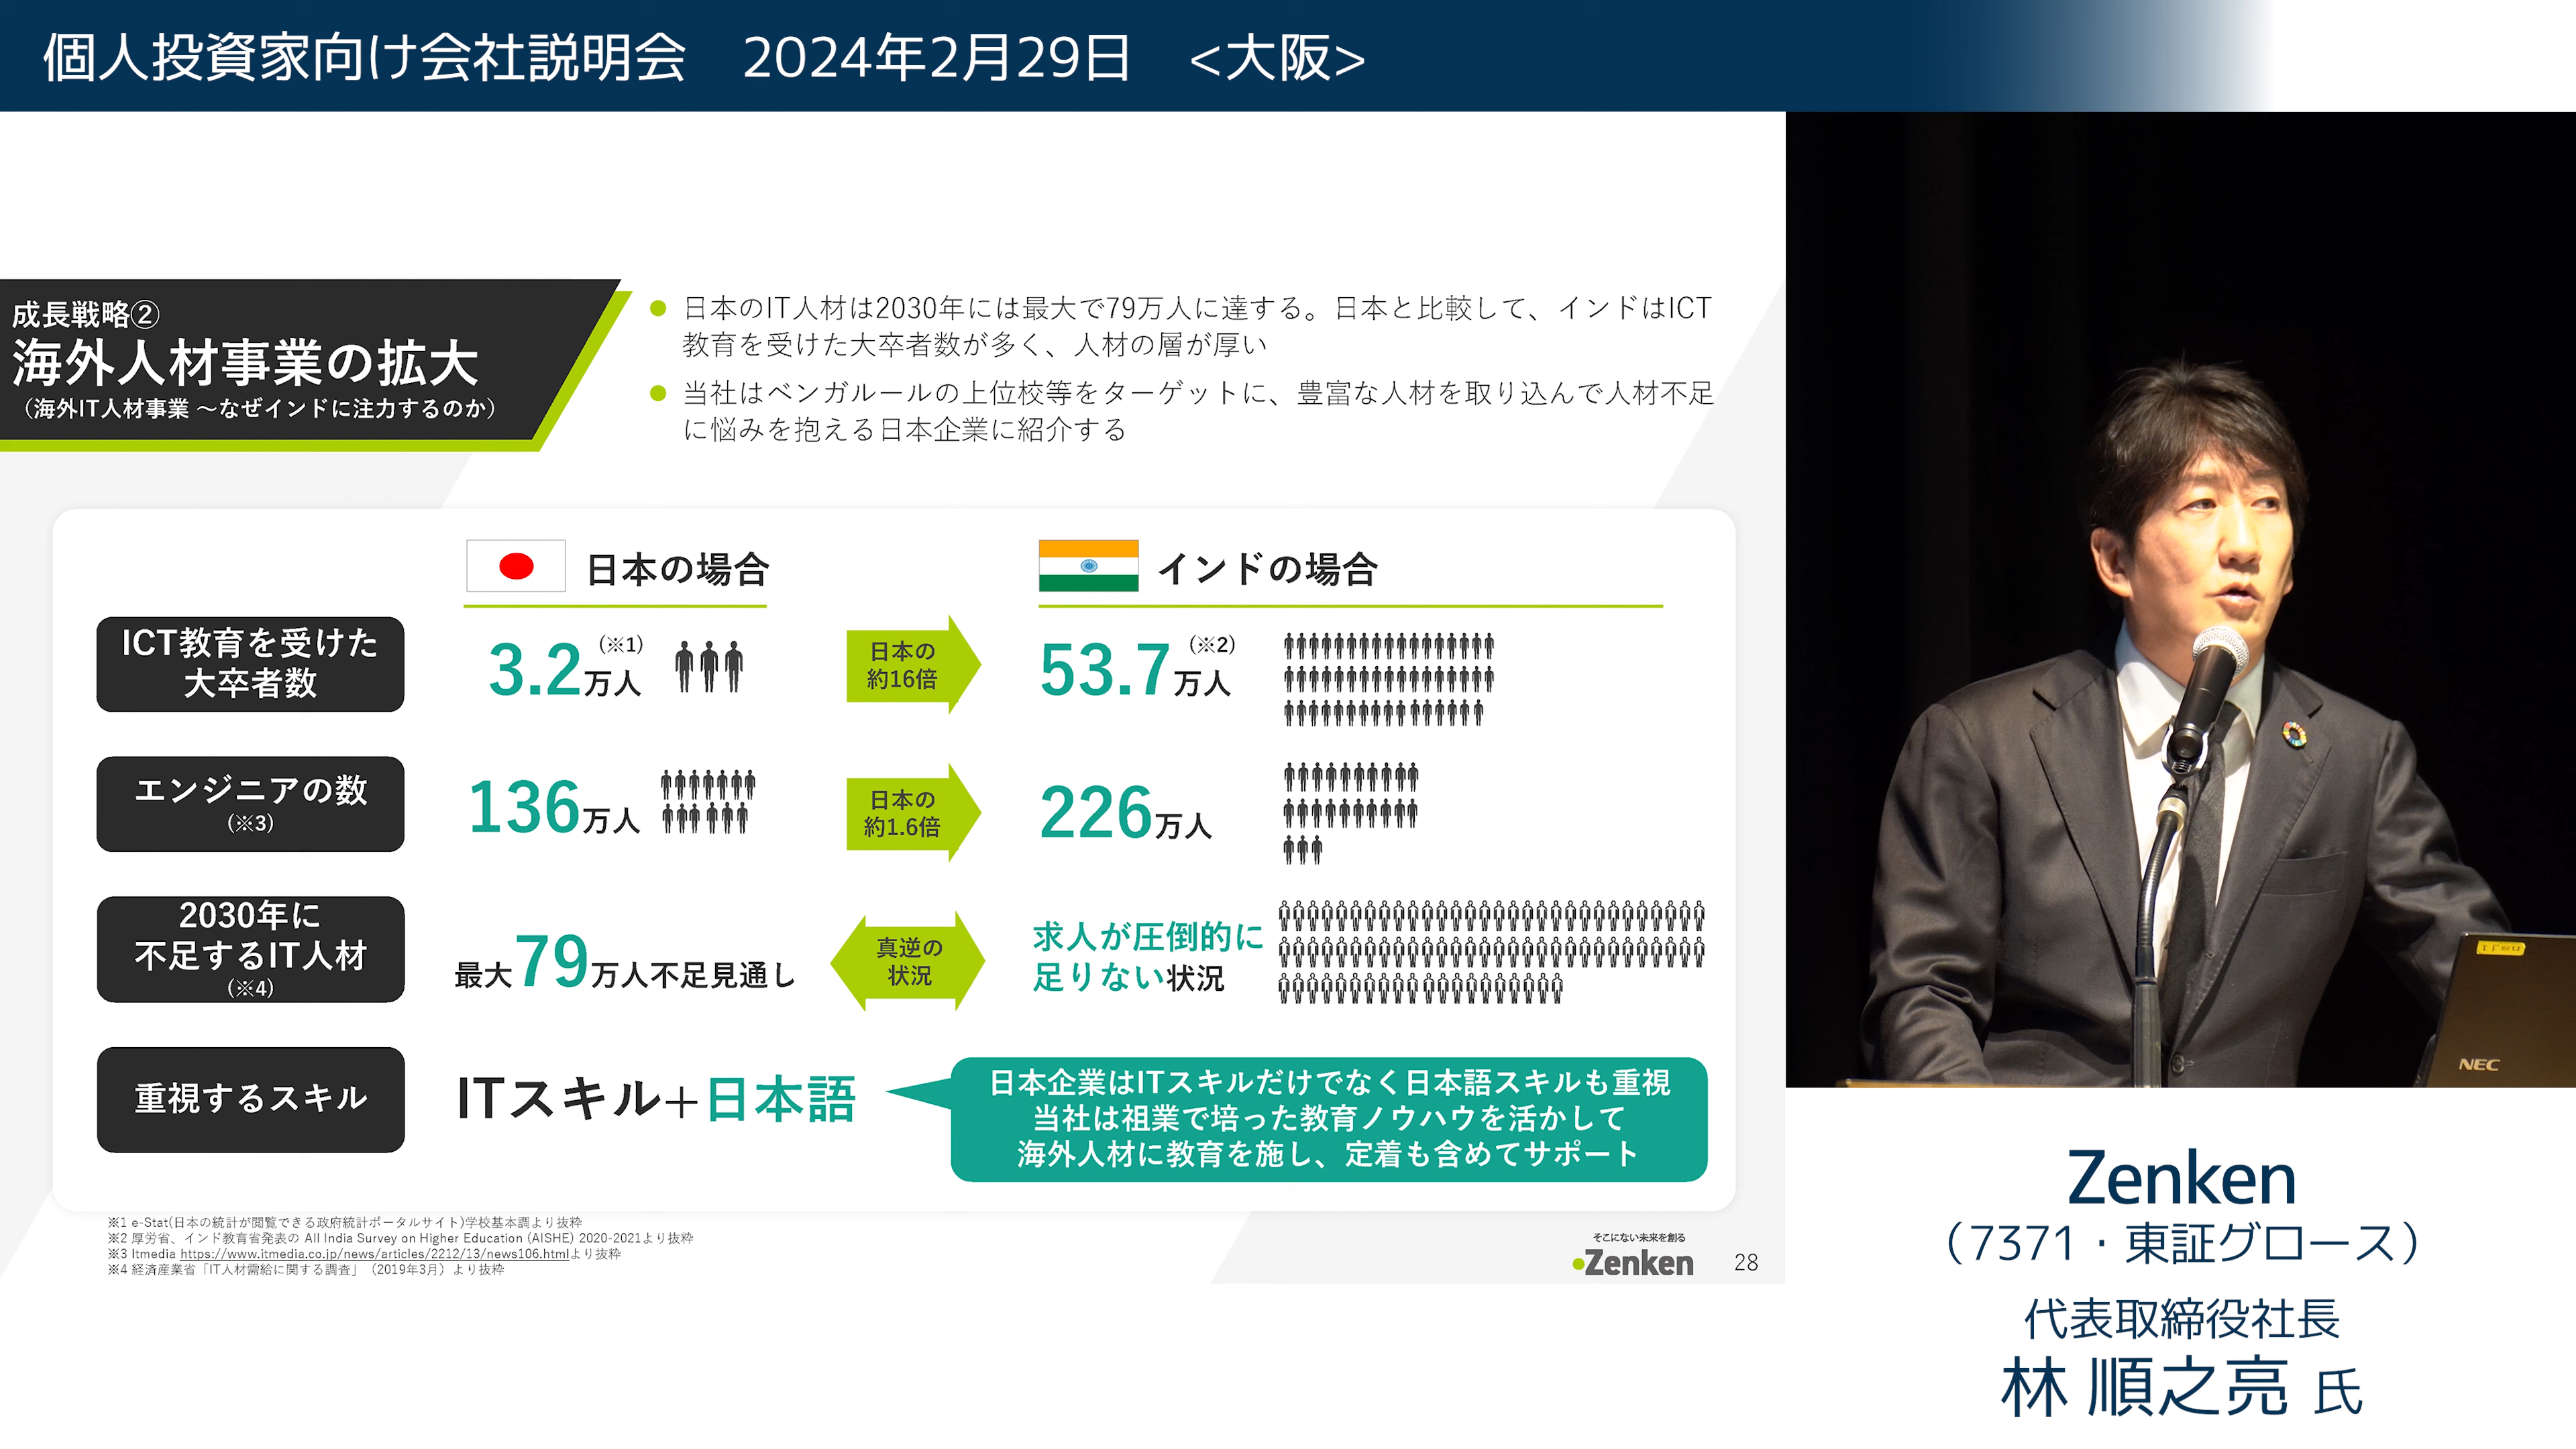 個人投資家向け会社説明会　2024年2月29日　<大阪>
成長戦略②
海外人材事業の拡大
（海外IT人材事業 ～なぜインドに注力するのか）
● 日本のIT人材は2030年には最大で79万人に達する。日本と比較して、インドはICT
教育を受けた大卒者数が多く、人材の層が厚い
● 当社はベンガルールの上位校等をターゲットに、豊富な人材を取り込んで人材不足
に悩みを抱える日本企業に紹介する
日本の場合
インドの場合
ICT教育を受けた
大卒者数
3.2万人（※1）
日本の
約16倍
53.7万人（※2）
エンジニアの数
（※3）
136万人
日本の
約1.6倍
226万人
2030年に
不足するIT人材
（※4）
最大79万人不足見通し
真逆の
状況
求人が圧倒的に
足りない状況
重視するスキル
ITスキル＋日本語
日本企業はITスキルだけでなく日本語スキルも重視
当社は祖業で培った教育ノウハウを活かして
海外人材に教育を施し、定着も含めてサポート
※1 e-Stat(日本の統計が閲覧できる政府統計ポータルサイト)学校基本調より抜粋
※2 厚労省、インド教育省発表の All India Survey on Higher Education (AISHE) 2020-2021より抜粋
※3 Itmedia https://www.itmedia.co.jp/news/articles/2212/13/news106.htmlより抜粋
※4 経済産業省「IT人材需給に関する調査」（2019年3月）より抜粋
そこにない未来を創る
Zenken
28
NEC
Zenken
（7371・東証グロース）
代表取締役社長
林 順之亮 氏